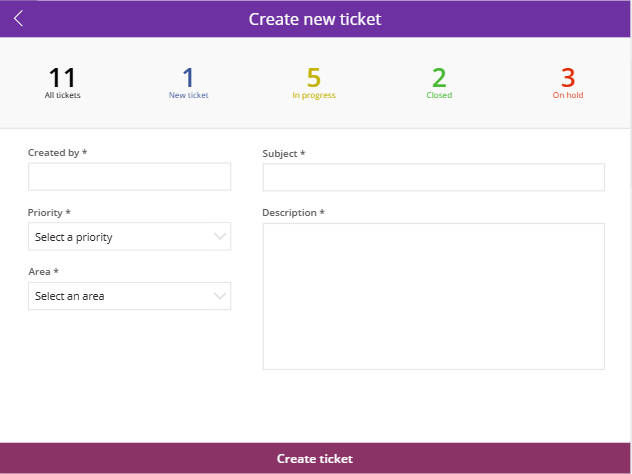 Create new ticket
11 1 5 2 3
All tickets New ticket In progress Closed On hold
Created by * Subject *
Priority * Description *
Select a priority
Area *
Select an area
Create ticket